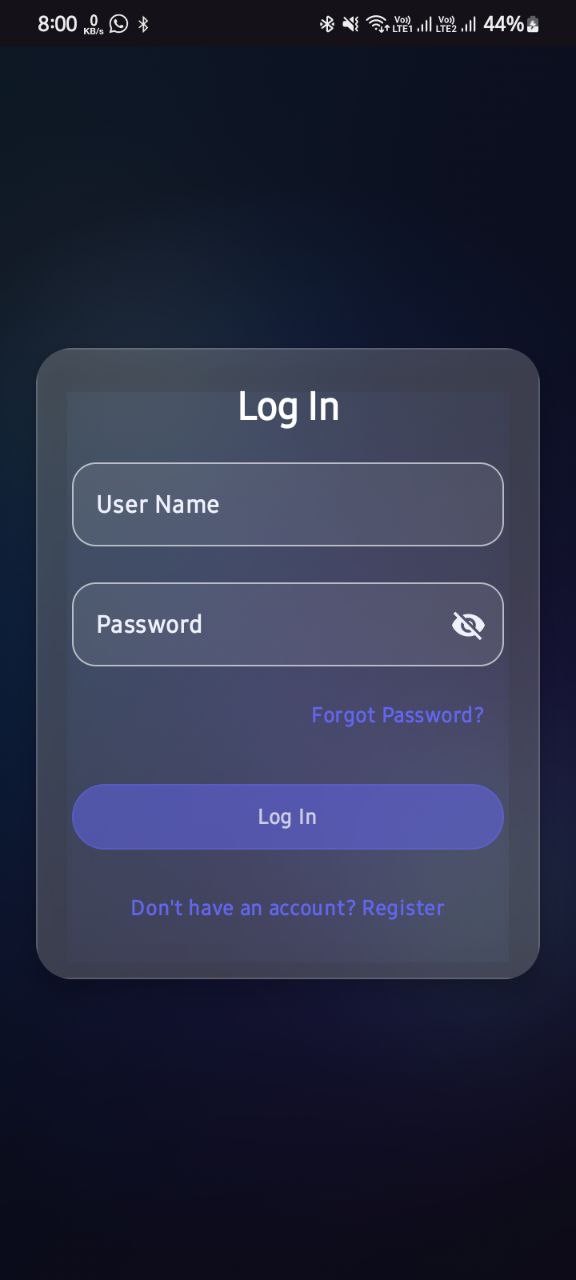 8:00 0 KB/s Vo) LTE1 Vo) LTE2 44%
Log In
User Name
Password
Forgot Password?
Log In
Don't have an account? Register